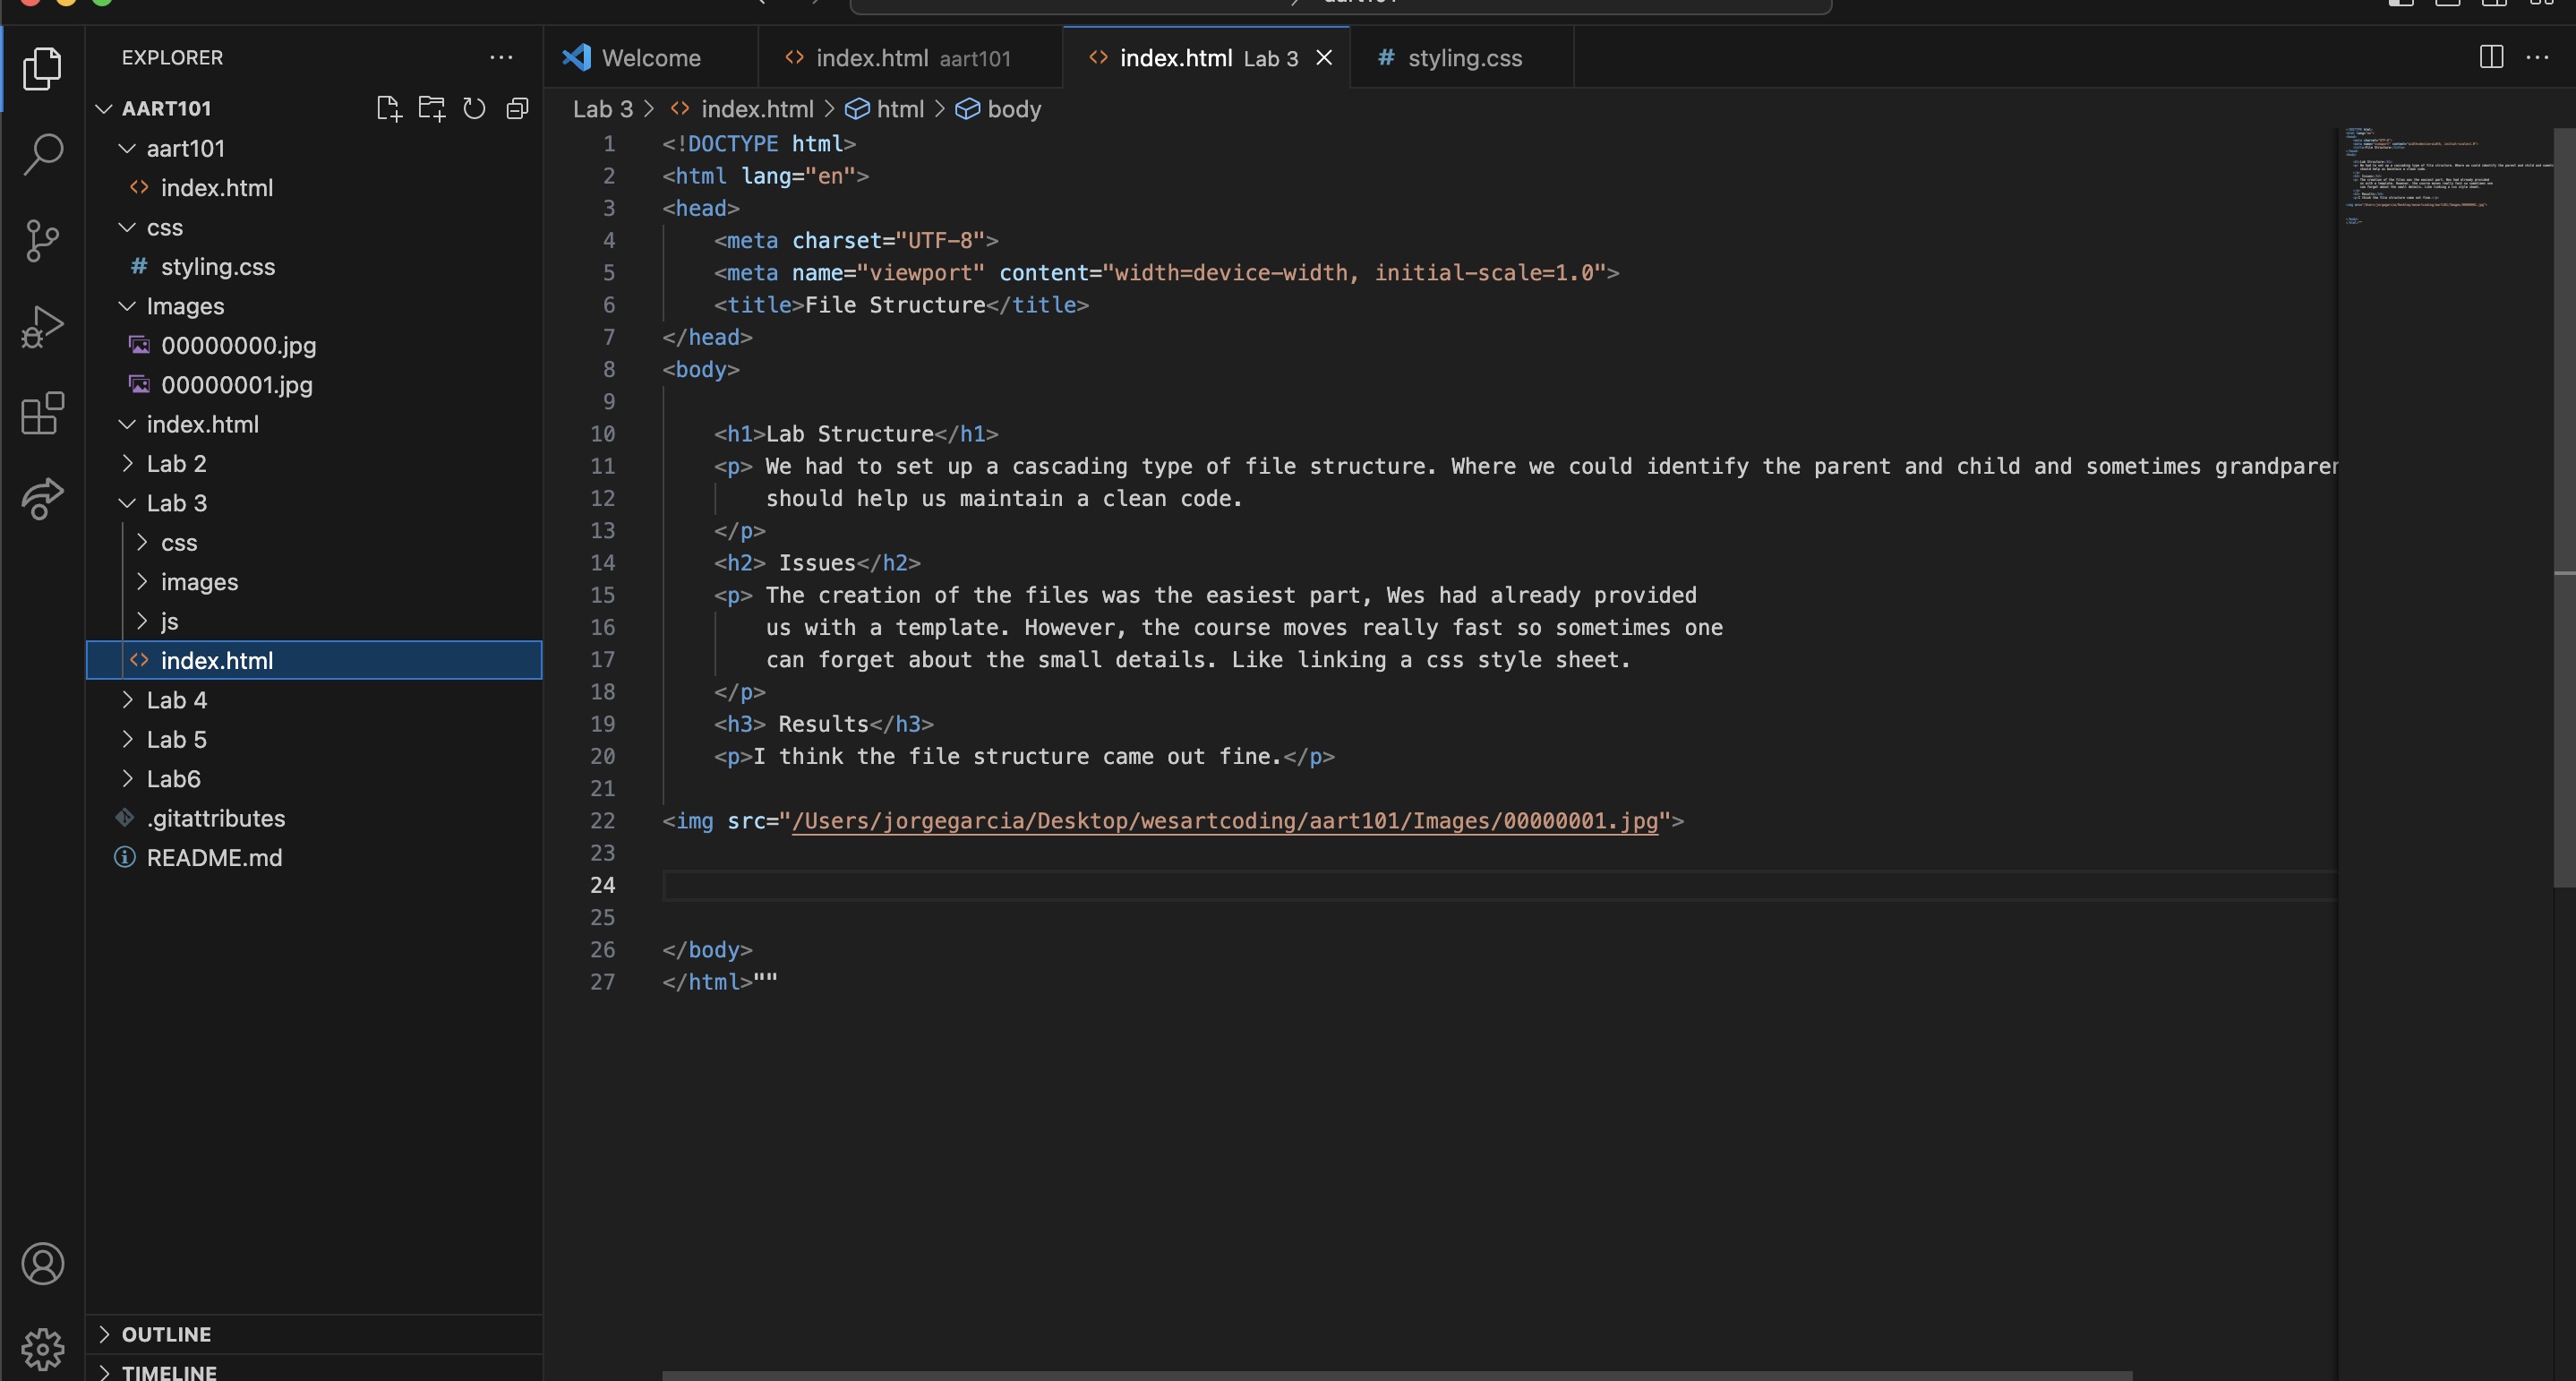 aart101
EXPLORER
AART101
aart101
index.html
css
styling.css
Images
00000000.jpg
00000001.jpg
index.html
Lab 2
Lab 3
css
images
js
index.html
Lab 4
Lab 5
Lab6
.gitattributes
README.md
OUTLINE
TIMELINE
Welcome
index.html aart101
index.html Lab 3
# styling.css
Lab 3 > index.html > html > body
1 <!DOCTYPE html>
2 <html lang="en">
3 <head>
4 <meta charset="UTF-8">
5 <meta name="viewport" content="width=device-width, initial-scale=1.0">
6 <title>File Structure</title>
7 </head>
8 <body>
9
10 <h1>Lab Structure</h1>
11 <p> We had to set up a cascading type of file structure. Where we could identify the parent and child and sometimes grandparen
12 should help us maintain a clean code.
13 </p>
14 <h2> Issues</h2>
15 <p> The creation of the files was the easiest part, Wes had already provided
16 us with a template. However, the course moves really fast so sometimes one
17 can forget about the small details. Like linking a css style sheet.
18 </p>
19 <h3> Results</h3>
20 <p>I think the file structure came out fine.</p>
21
22 <img src="/Users/jorgegarcia/Desktop/wesartcoding/aart101/Images/00000001.jpg">
23
24
25
26 </body>
27 </html>""